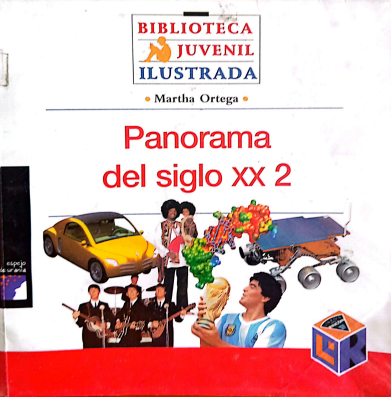 BIBLIOTECA
JUVENIL
ILUSTRADA
• Martha Ortega •
Panorama
del siglo XX 2
espejo
de urania